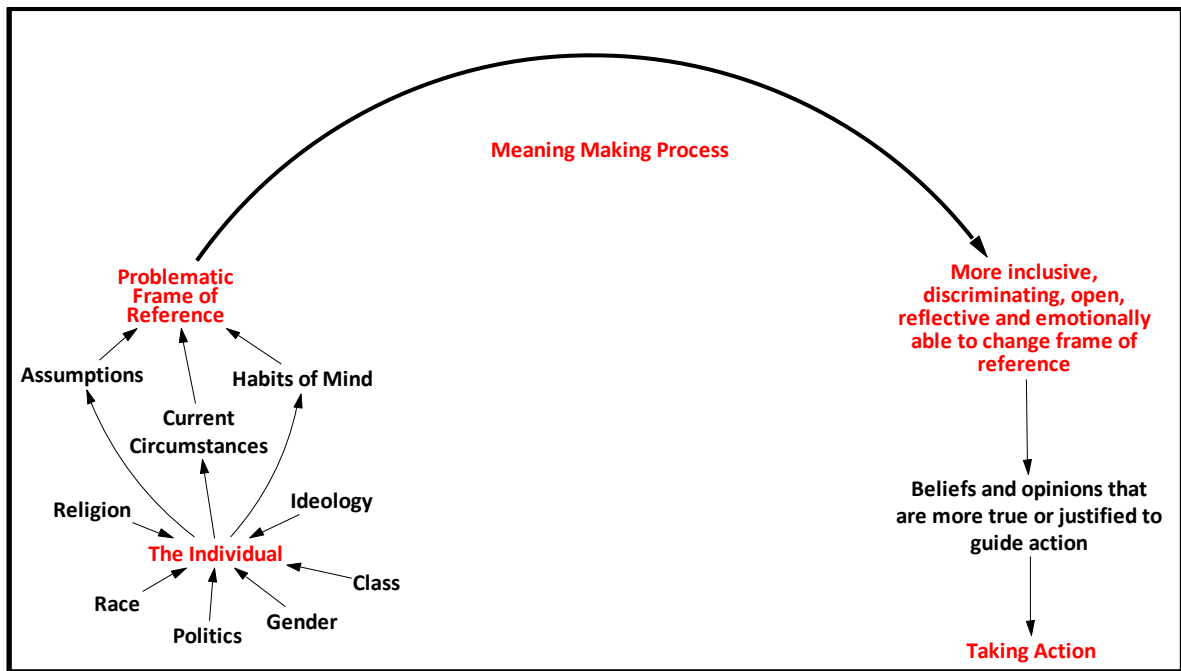 Meaning Making Process
Problematic
Frame of
Reference
Assumptions
Habits of Mind
Current
Circumstances
Religion
Ideology
The Individual
Class
Race
Gender
Politics
More inclusive,
discriminating, open,
reflective and emotionally
able to change frame of
reference
Beliefs and opinions that
are more true or justified to
guide action
Taking Action